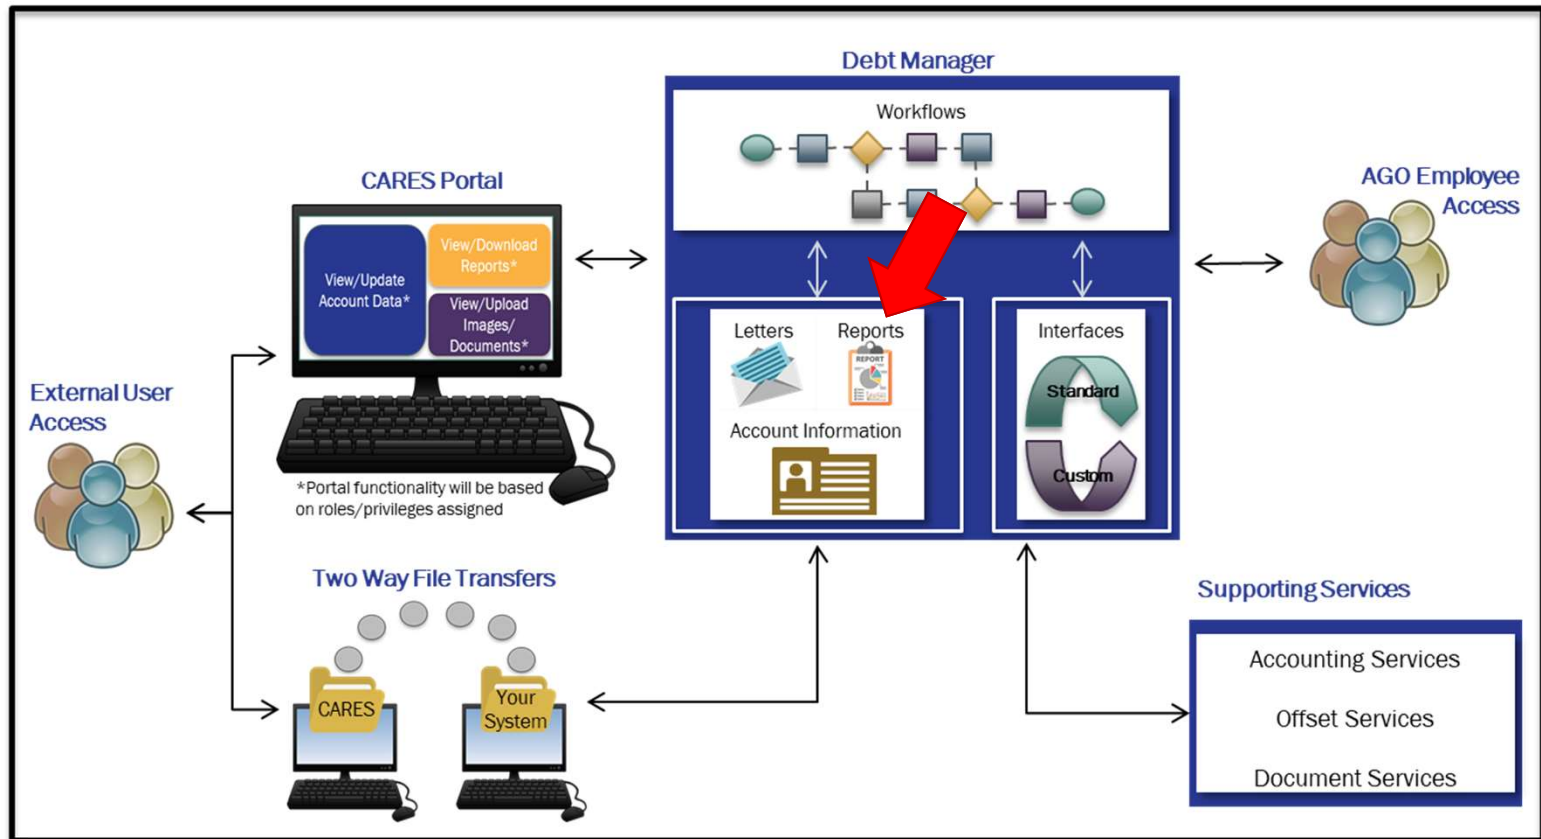 Debt Manager
Workflows
CARES Portal
View/Update
Account Data*
View/Download
Reports*
View/Upload
Images/
Documents*
*Portal functionality will be based
on roles/privileges assigned
AGO Employee
Access
Letters
Reports
REPORT
Account Information
Interfaces
Standard
Custom
External User
Access
Two Way File Transfers
CARES
Your
System
Supporting Services
Accounting Services
Offset Services
Document Services